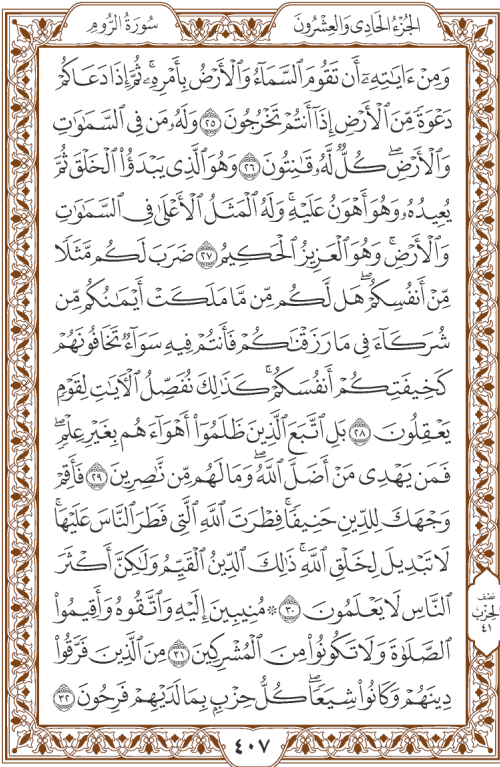 الجزء الحادي والعشرون
سورة الروم
وَمِنْ ءَايَٰتِهِۦٓ أَن تَقُومَ ٱلسَّمَآءُ وَٱلْأَرْضُ بِأَمْرِهِۦ ۚ ثُمَّ إِذَا دَعَاكُمْ
دَعْوَةً مِّنَ ٱلْأَرْضِ إِذَآ أَنتُمْ تَخْرُجُونَ ٢٥ وَلَهُۥ مَن فِى ٱلسَّمَٰوَٰتِ
وَٱلْأَرْضِ ۖ كُلٌّ لَّهُۥ قَٰنِتُونَ ٢٦ وَهُوَ ٱلَّذِى يَبْدَؤُا۟ ٱلْخَلْقَ ثُمَّ
يُعِيدُهُۥ وَهُوَ أَهْوَنُ عَلَيْهِ ۚ وَلَهُ ٱلْمَثَلُ ٱلْأَعْلَىٰ فِى ٱلسَّمَٰوَٰتِ
وَٱلْأَرْضِ ۚ وَهُوَ ٱلْعَزِيزُ ٱلْحَكِيمُ ٢٧ ضَرَبَ لَكُم مَّثَلًا
مِّنْ أَنفُسِكُمْ ۖ هَل لَّكُم مِّن مَّا مَلَكَتْ أَيْمَٰنُكُم مِّن
شُرَكَآءَ فِى مَا رَزَقْنَٰكُمْ فَأَنتُمْ فِيهِ سَوَآءٌ تَخَافُونَهُمْ
كَخِيفَتِكُمْ أَنفُسَكُمْ ۚ كَذَٰلِكَ نُفَصِّلُ ٱلْءَايَٰتِ لِقَوْمٍ
يَعْقِلُونَ ٢٨ بَلِ ٱتَّبَعَ ٱلَّذِينَ ظَلَمُوٓا۟ أَهْوَآءَهُم بِغَيْرِ عِلْمٍ ۖ
فَمَن يَهْدِى مَنْ أَضَلَّ ٱللَّهُ ۖ وَمَا لَهُم مِّن نَّٰصِرِينَ ٢٩ فَأَقِمْ
وَجْهَكَ لِلدِّينِ حَنِيفًا ۚ فِطْرَتَ ٱللَّهِ ٱلَّتِى فَطَرَ ٱلنَّاسَ عَلَيْهَا ۚ
لَا تَبْدِيلَ لِخَلْقِ ٱللَّهِ ۚ ذَٰلِكَ ٱلدِّينُ ٱلْقَيِّمُ وَلَٰكِنَّ أَكْثَرَ
ٱلنَّاسِ لَا يَعْلَمُونَ ٣٠ ۞ مُنِيبِينَ إِلَيْهِ وَٱتَّقُوهُ وَأَقِيمُوا۟
ٱلصَّلَوٰةَ وَلَا تَكُونُوا۟ مِنَ ٱلْمُشْرِكِينَ ٣١ مِنَ ٱلَّذِينَ فَرَّقُوا۟
دِينَهُمْ وَكَانُوا۟ شِيَعًا ۖ كُلُّ حِزْبٍۭ بِمَا لَدَيْهِمْ فَرِحُونَ ٣٢
نصف
الحزب
٤١
٤٠٧